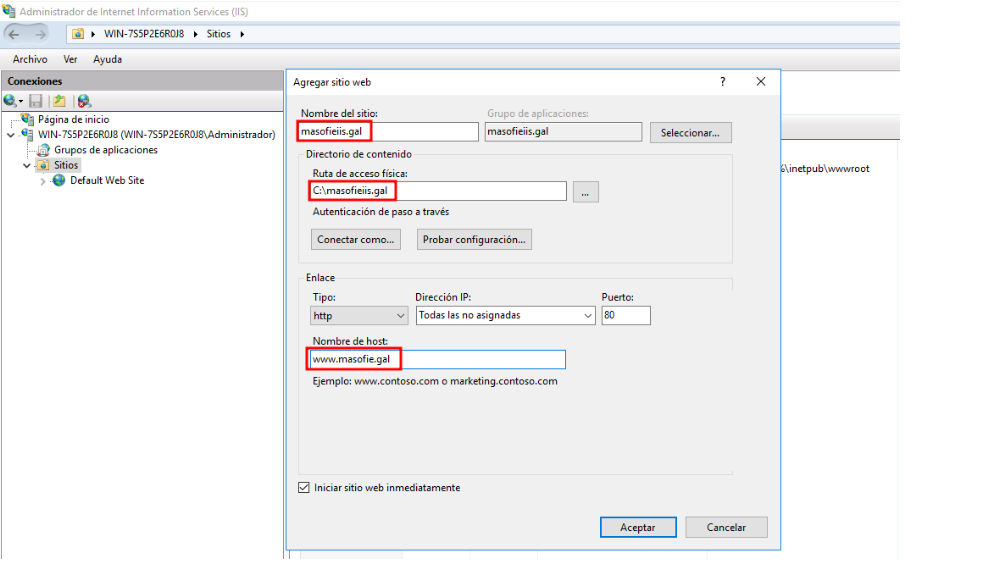 Administrador de Internet Information Services (IIS)
WIN-7S5P2E6R0J8 Sitios
Archivo Ver Ayuda
Conexiones
Página de inicio
WIN-7S5P2E6R0J8 (WIN-7S5P2E6R0J8\Administrador)
Grupos de aplicaciones
Sitios
Default Web Site
Agregar sitio web ?
Nombre del sitio: Grupo de aplicaciones:
masofieiis.gal masofieiis.gal Seleccionar...
Directorio de contenido
Ruta de acceso física:
C:\masofieiis.gal ...
Autenticación de paso a través
Conectar como... Probar configuración...
Enlace
Tipo: Dirección IP: Puerto:
http Todas las no asignadas 80
Nombre de host:
www.masofie.gal
Ejemplo: www.contoso.com o marketing.contoso.com
Iniciar sitio web inmediatamente
Aceptar Cancelar
\inetpub\wwwroot